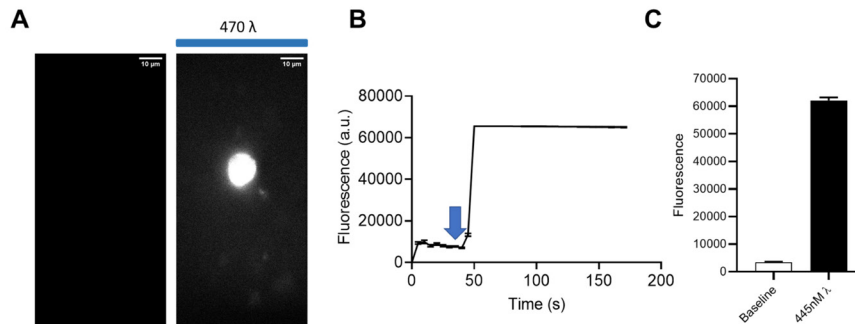 A
470 λ
10 μm
10 μm
B
Fluorescence (a.u.)
80000
60000
40000
20000
0
0
50
100
150
200
Time (s)
C
Fluorescence
70000
60000
50000
40000
30000
20000
10000
0
Baseline
445nM λ